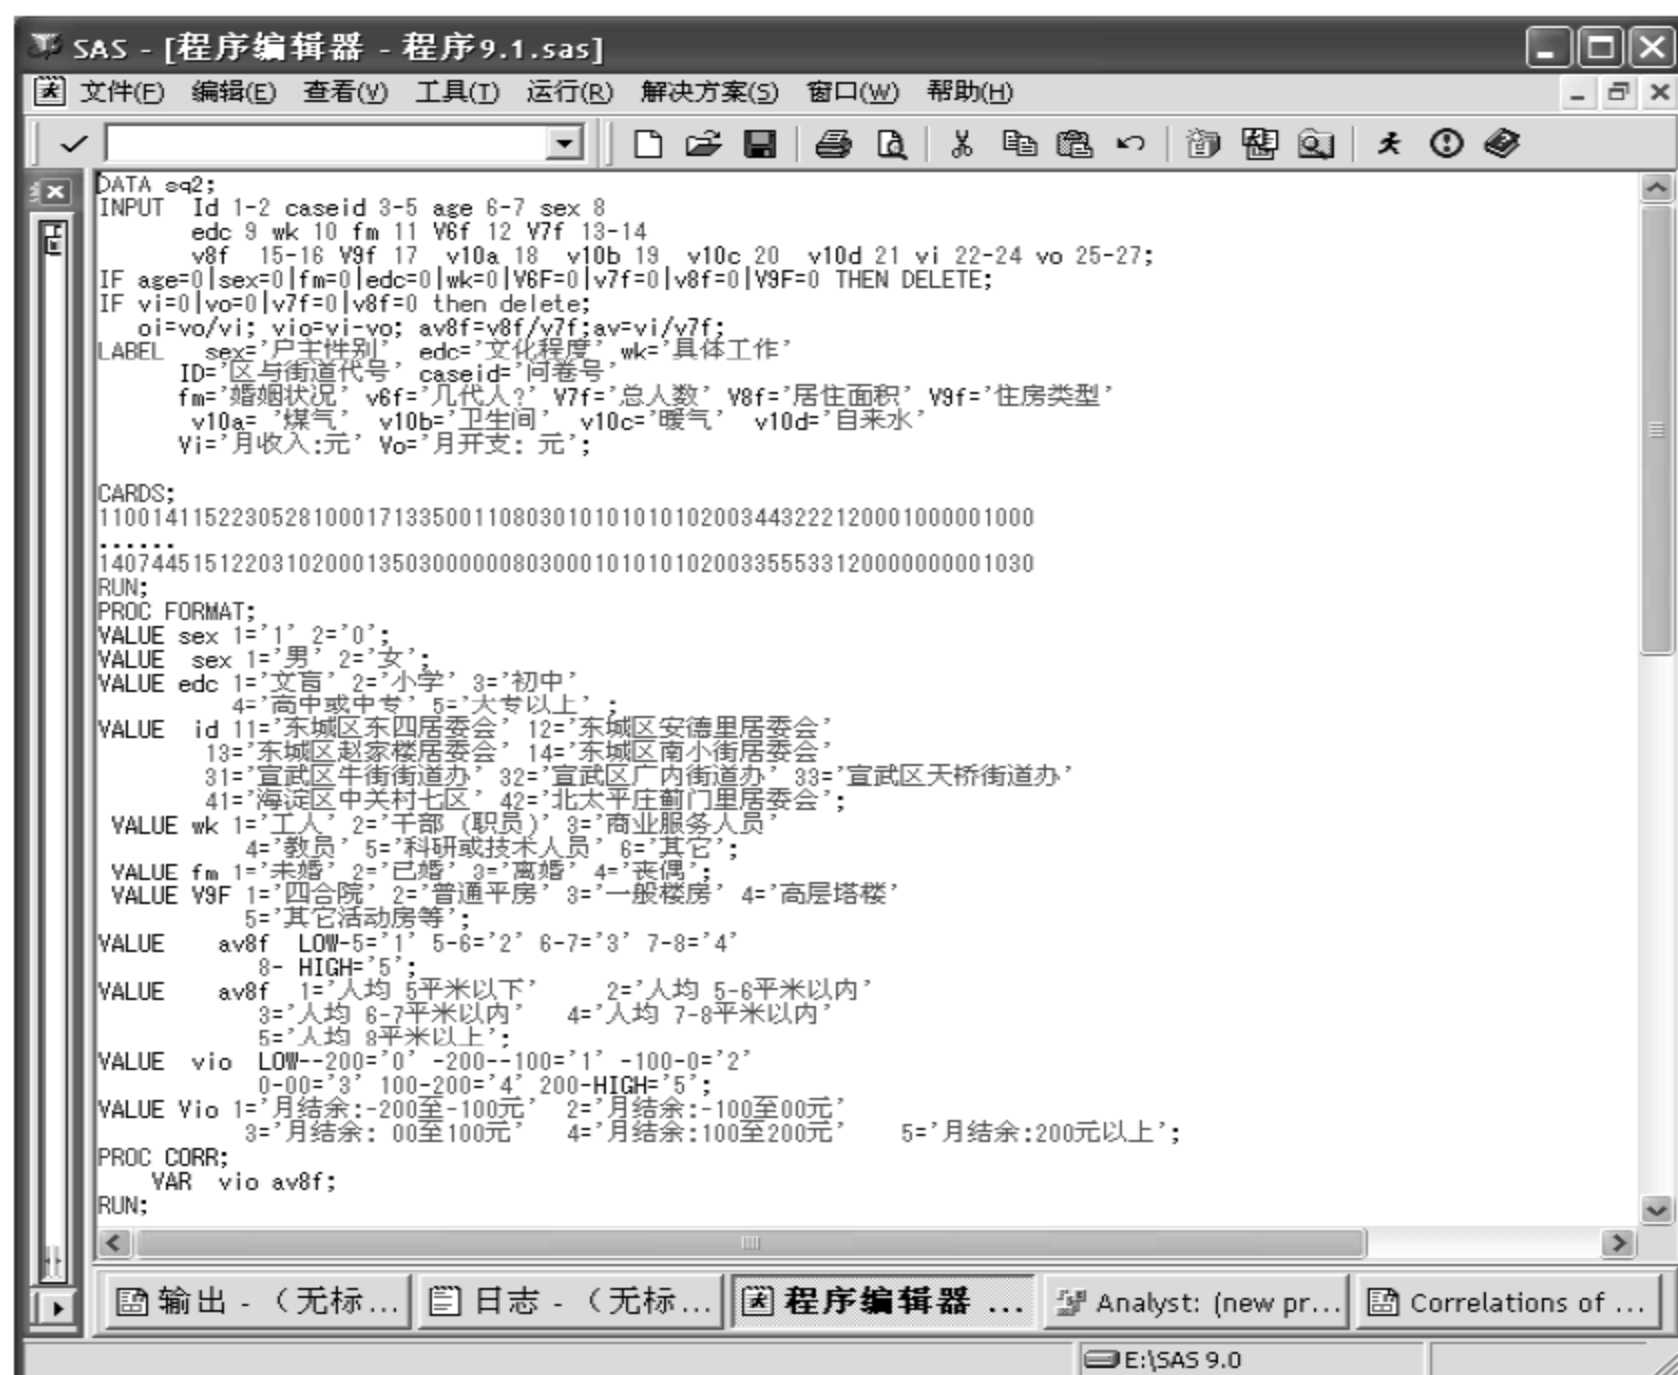 SAS - [程序编辑器 - 程序9.1.sas]
文件(F) 编辑(E) 查看(V) 工具(T) 运行(R) 解决方案(S) 窗口(W) 帮助(H)
DATA sq2;
INPUT Id 1-2 caseid 3-5 age 6-7 sex 8
edc 9 wk 10 fm 11 V6f 12 V7f 13-14
v8f 15-16 V9f 17 v10a 18 v10b 19 v10c 20 v10d 21 vi 22-24 vo 25-27;
IF age=0|sex=0|fm=0|edc=0|wk=0|V6F=0|v7f=0|v8f=0|V9F=0 THEN DELETE;
IF vi=0|vo=0|v7f=0|v8f=0 then delete;
oi=vo/vi; vio=vi-vo; av8f=v8f/v7f;av=vi/v7f;
LABEL sex='户主性别' edc='文化程度' wk='具体工作'
ID='区与街道代号' caseid='问卷号'
fm='婚姻状况' v6f='几代人?' V7f='总人数' V8f='居住面积' V9f='住房类型'
v10a= '煤气' v10b='卫生间' v10c='暖气' v10d='自来水'
Vi='月收入:元' Vo='月开支: 元';
CARDS;
1100141152230528100017133500110803010101010102003443222120001000001000
......
14074451512203102000135030000008030001010101020033555331200000000001030
RUN;
PROC FORMAT;
VALUE sex 1='1' 2='0';
VALUE sex 1='男' 2='女';
VALUE edc 1='文盲' 2='小学' 3='初中'
4='高中或中专' 5='大专以上' ;
VALUE id 11='东城区东四居委会' 12='东城区安德里居委会'
13='东城区赵家楼居委会' 14='东城区南小街居委会'
31='宣武区牛街街道办' 32='宣武区广内街道办' 33='宣武区天桥街道办'
41='海淀区中关村七区' 42='北太平庄蓟门里居委会';
VALUE wk 1='工人' 2='干部 (职员)' 3='商业服务人员'
4='教员' 5='科研或技术人员' 6='其它';
VALUE fm 1='未婚' 2='已婚' 3='离婚' 4='丧偶';
VALUE V9F 1='四合院' 2='普通平房' 3='一般楼房' 4='高层塔楼'
5='其它活动房等';
VALUE av8f LOW-5='1' 5-6='2' 6-7='3' 7-8='4'
8- HIGH='5';
VALUE av8f 1='人均 5平米以下' 2='人均 5-6平米以内'
3='人均 6-7平米以内' 4='人均 7-8平米以内'
5='人均 8平米以上';
VALUE vio LOW--200='0' -200--100='1' -100-0='2'
0-00='3' 100-200='4' 200-HIGH='5';
VALUE Vio 1='月结余:-200至-100元' 2='月结余:-100至00元'
3='月结余: 00至100元' 4='月结余:100至200元' 5='月结余:200元以上';
PROC CORR;
VAR vio av8f;
RUN;
输出 - (无标... 日志 - (无标... 程序编辑器 ... Analyst: (new pr... Correlations of ...
E:\SAS 9.0